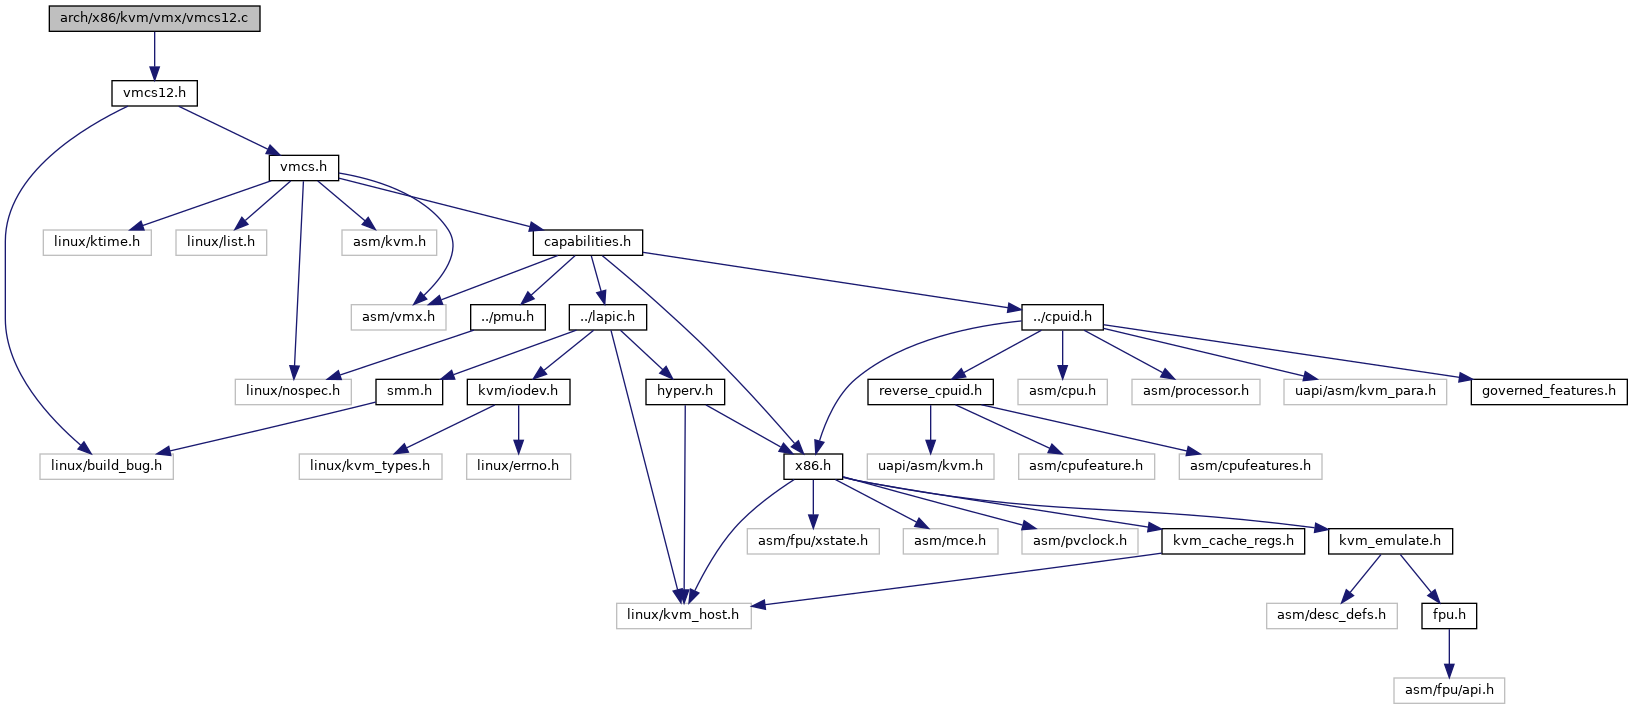 arch/x86/kvm/vmx/vmcs12.c
vmcs12.h
vmcs.h
linux/ktime.h
linux/list.h
asm/kvm.h
capabilities.h
asm/vmx.h
../pmu.h
../lapic.h
../cpuid.h
linux/nospec.h
smm.h
kvm/iodev.h
hyperv.h
reverse_cpuid.h
asm/cpu.h
asm/processor.h
uapi/asm/kvm_para.h
governed_features.h
linux/build_bug.h
linux/kvm_types.h
linux/errno.h
x86.h
uapi/asm/kvm.h
asm/cpufeature.h
asm/cpufeatures.h
asm/fpu/xstate.h
asm/mce.h
asm/pvclock.h
kvm_cache_regs.h
kvm_emulate.h
linux/kvm_host.h
asm/desc_defs.h
fpu.h
asm/fpu/api.h